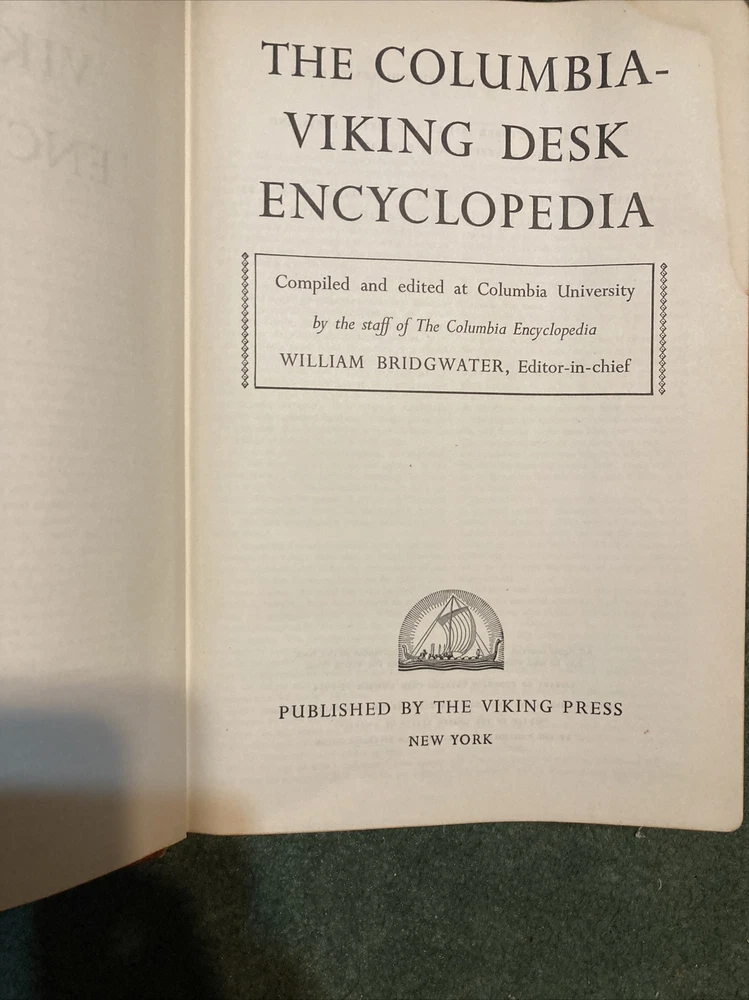 THE COLUMBIA-
VIKING DESK
ENCYCLOPEDIA
Compiled and edited at Columbia University
by the staff of The Columbia Encyclopedia
WILLIAM BRIDGWATER, Editor-in-chief
PUBLISHED BY THE VIKING PRESS
NEW YORK